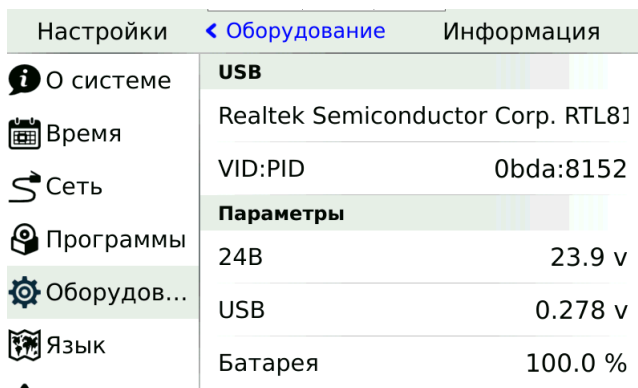 Настройки
Оборудование
Информация
О системе
Время
Сеть
Программы
Оборудов...
Язык
USB
Realtek Semiconductor Corp. RTL81
VID:PID 0bda:8152
Параметры
24В 23.9 v
USB 0.278 v
Батарея 100.0 %